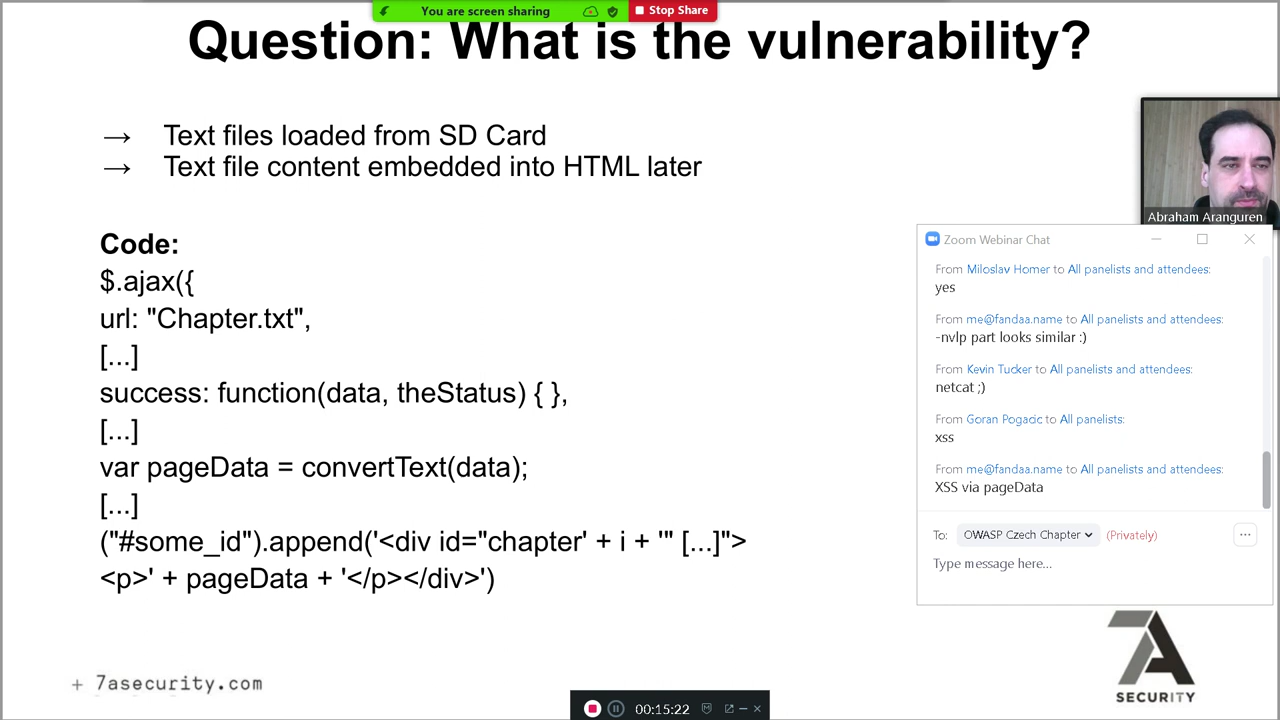 You are screen sharing
Stop Share
Question: What is the vulnerability?
→ Text files loaded from SD Card
→ Text file content embedded into HTML later
Code:
$.ajax({
url: "Chapter.txt",
[...]
success: function(data, theStatus) { },
[...]
var pageData = convertText(data);
[...]
("#some_id").append('<div id="chapter' + i + '" [...]">
<p>' + pageData + '</p></div>')
Abraham Aranguren
Zoom Webinar Chat
From Miloslav Homer to All panelists and attendees:
yes
From me@fandaa.name to All panelists and attendees:
-nvlp part looks similar :)
From Kevin Tucker to All panelists and attendees:
netcat ;)
From Goran Pogacic to All panelists:
xss
From me@fandaa.name to All panelists and attendees:
XSS via pageData
To: OWASP Czech Chapter (Privately)
...
Type message here...
+ 7asecurity.com
7A
SECURITY
00:15:22